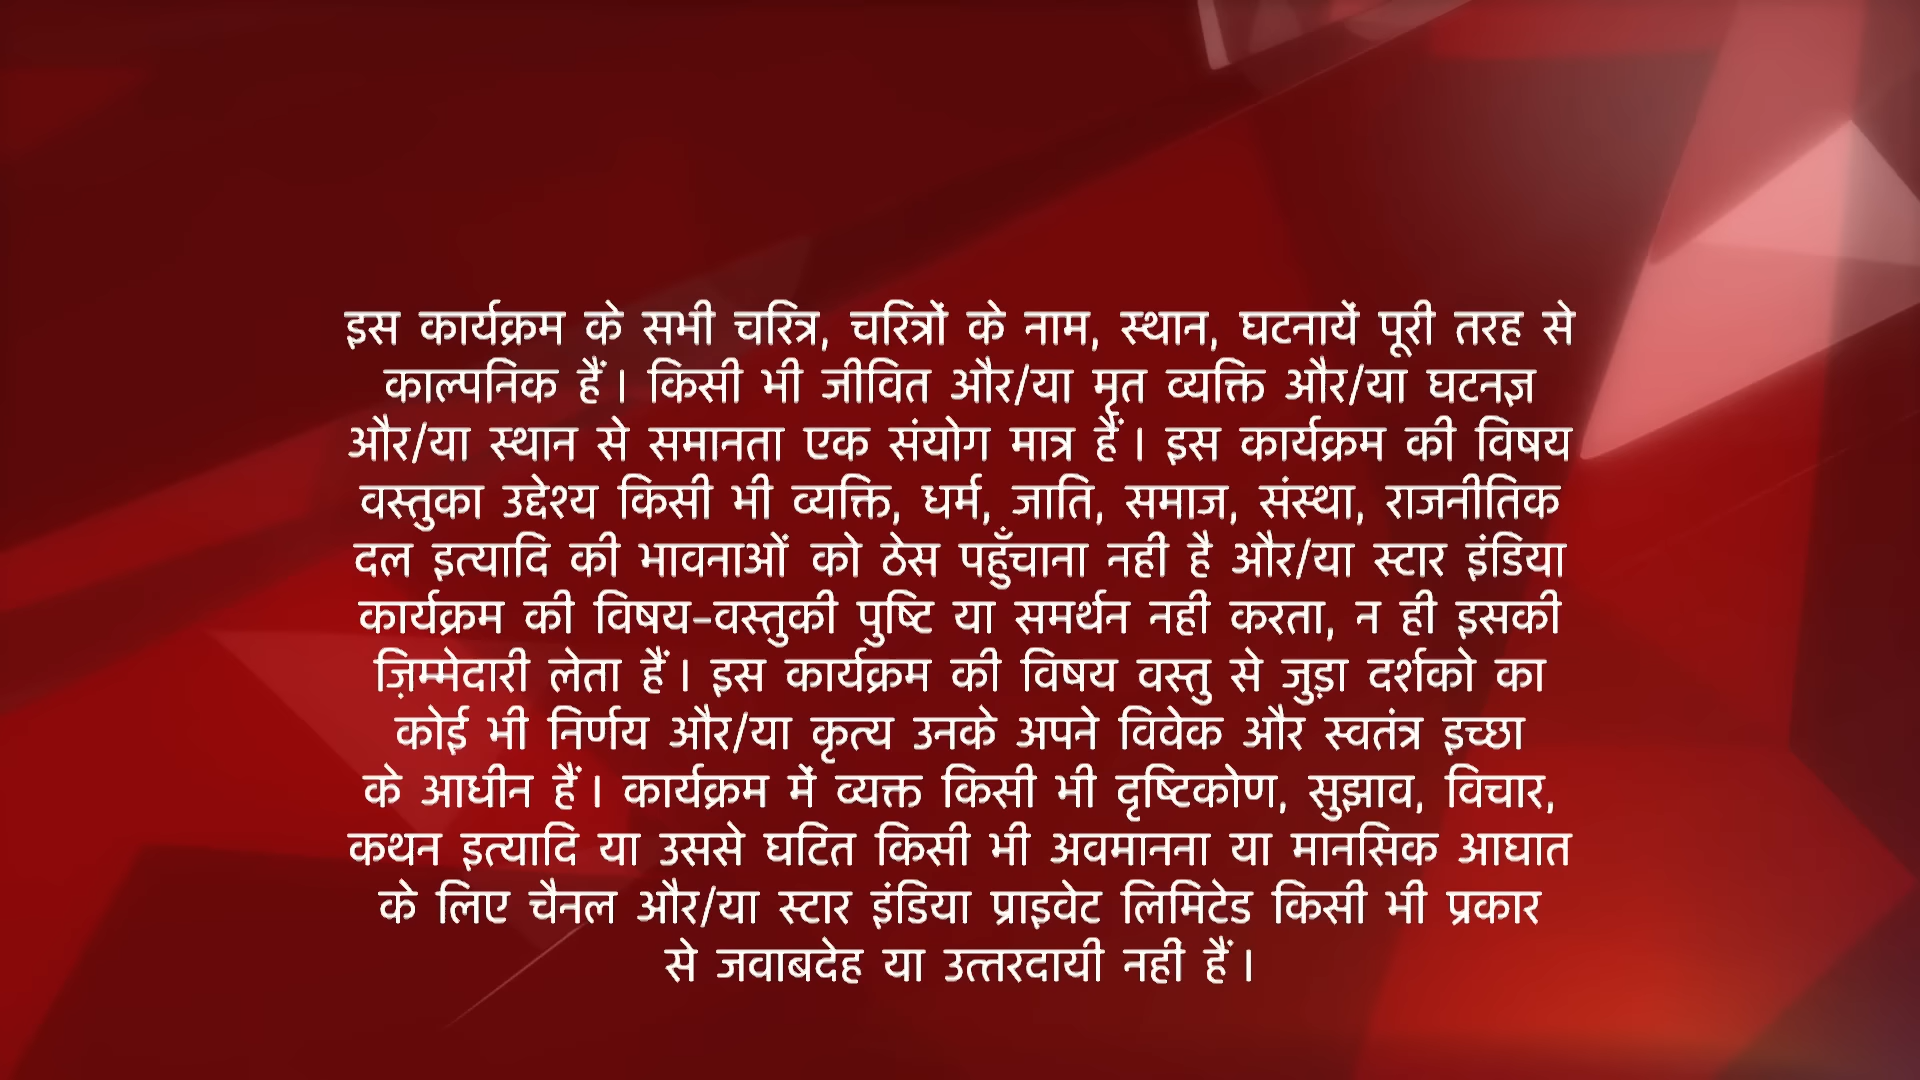 इस कार्यक्रम के सभी चरित्र, चरित्रों के नाम, स्थान, घटनायें पूरी तरह से
काल्पनिक हैं। किसी भी जीवित और/या मृत व्यक्ति और/या घटनज्ञ
और/या स्थान से समानता एक संयोग मात्र हैं। इस कार्यक्रम की विषय
वस्तुका उद्देश्य किसी भी व्यक्ति, धर्म, जाति, समाज, संस्था, राजनीतिक
दल इत्यादि की भावनाओं को ठेस पहुँचाना नही है और/या स्टार इंडिया
कार्यक्रम की विषय-वस्तुकी पुष्टि या समर्थन नही करता, न ही इसकी
ज़िम्मेदारी लेता हैं। इस कार्यक्रम की विषय वस्तु से जुड़ा दर्शको का
कोई भी निर्णय और/या कृत्य उनके अपने विवेक और स्वतंत्र इच्छा
के आधीन हैं। कार्यक्रम में व्यक्त किसी भी दृष्टिकोण, सुझाव, विचार,
कथन इत्यादि या उससे घटित किसी भी अवमानना या मानसिक आघात
के लिए चैनल और/या स्टार इंडिया प्राइवेट लिमिटेड किसी भी प्रकार
से जवाबदेह या उत्तरदायी नही हैं।